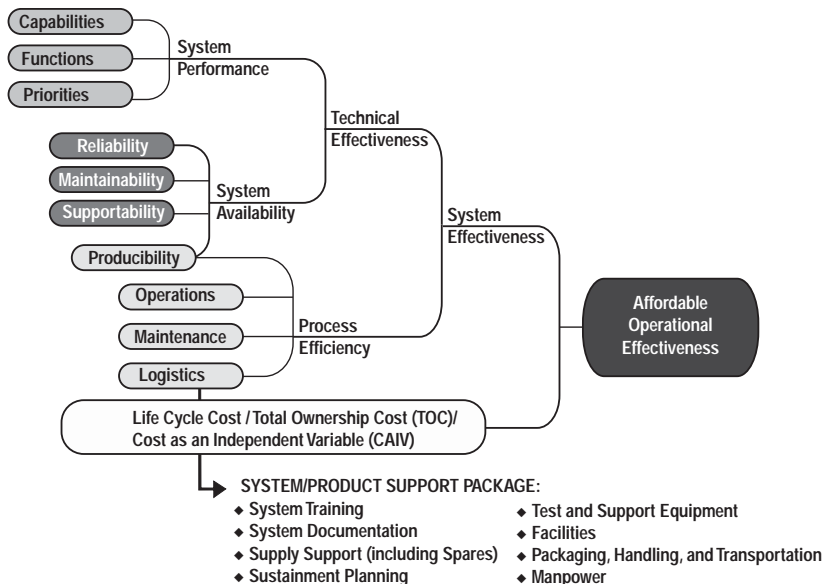 Capabilities
Functions
Priorities
System
Performance
Technical
Effectiveness
Reliability
Maintainability
Supportability
System
Availability
System
Effectiveness
Producibility
Operations
Maintenance
Logistics
Process
Efficiency
Affordable
Operational
Effectiveness
Life Cycle Cost / Total Ownership Cost (TOC)/
Cost as an Independent Variable (CAIV)
SYSTEM/PRODUCT SUPPORT PACKAGE:
◆ System Training
◆ System Documentation
◆ Supply Support (including Spares)
◆ Sustainment Planning
◆ Test and Support Equipment
◆ Facilities
◆ Packaging, Handling, and Transportation
◆ Manpower